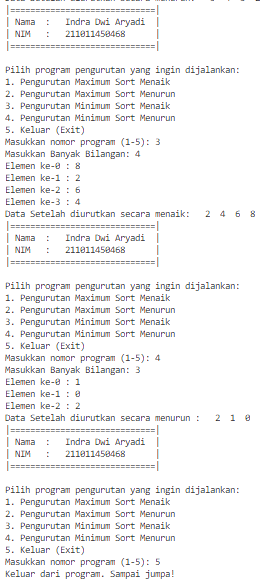 |=============================|
| Nama  :   Indra Dwi Aryadi  |
| NIM   :   211011450468      |
|=============================|

Pilih program pengurutan yang ingin dijalankan:
1. Pengurutan Maximum Sort Menaik
2. Pengurutan Maximum Sort Menurun
3. Pengurutan Minimum Sort Menaik
4. Pengurutan Minimum Sort Menurun
5. Keluar (Exit)
Masukkan nomor program (1-5): 3
Masukkan Banyak Bilangan: 4
Elemen ke-0 : 8
Elemen ke-1 : 2
Elemen ke-2 : 6
Elemen ke-3 : 4
Data Setelah diurutkan secara menaik:   2  4  6  8
|=============================|
| Nama  :   Indra Dwi Aryadi  |
| NIM   :   211011450468      |
|=============================|

Pilih program pengurutan yang ingin dijalankan:
1. Pengurutan Maximum Sort Menaik
2. Pengurutan Maximum Sort Menurun
3. Pengurutan Minimum Sort Menaik
4. Pengurutan Minimum Sort Menurun
5. Keluar (Exit)
Masukkan nomor program (1-5): 4
Masukkan Banyak Bilangan: 3
Elemen ke-0 : 1
Elemen ke-1 : 0
Elemen ke-2 : 2
Data Setelah diurutkan secara menurun :   2  1  0
|=============================|
| Nama  :   Indra Dwi Aryadi  |
| NIM   :   211011450468      |
|=============================|

Pilih program pengurutan yang ingin dijalankan:
1. Pengurutan Maximum Sort Menaik
2. Pengurutan Maximum Sort Menurun
3. Pengurutan Minimum Sort Menaik
4. Pengurutan Minimum Sort Menurun
5. Keluar (Exit)
Masukkan nomor program (1-5): 5
Keluar dari program. Sampai jumpa!